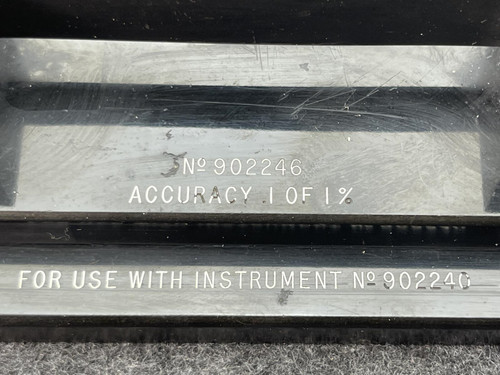 Nº 902246
ACCURACY .1 OF 1%
FOR USE WITH INSTRUMENT Nº 902240